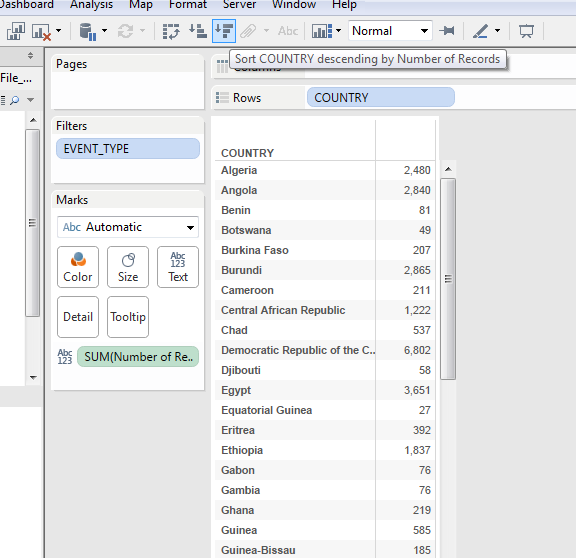 Dashboard Analysis Map Format Server Window Help
Abc Normal
Sort COUNTRY descending by Number of Records
File_...
Pages
Rows COUNTRY
Filters
EVENT_TYPE
Marks
Abc Automatic
Color Size Abc 123 Text
Detail Tooltip
Abc 123 SUM(Number of Re..
COUNTRY
Algeria 2,480
Angola 2,840
Benin 81
Botswana 49
Burkina Faso 207
Burundi 2,865
Cameroon 211
Central African Republic 1,222
Chad 537
Democratic Republic of the C.. 6,802
Djibouti 58
Egypt 3,651
Equatorial Guinea 27
Eritrea 392
Ethiopia 1,837
Gabon 76
Gambia 76
Ghana 219
Guinea 585
Guinea-Bissau 185